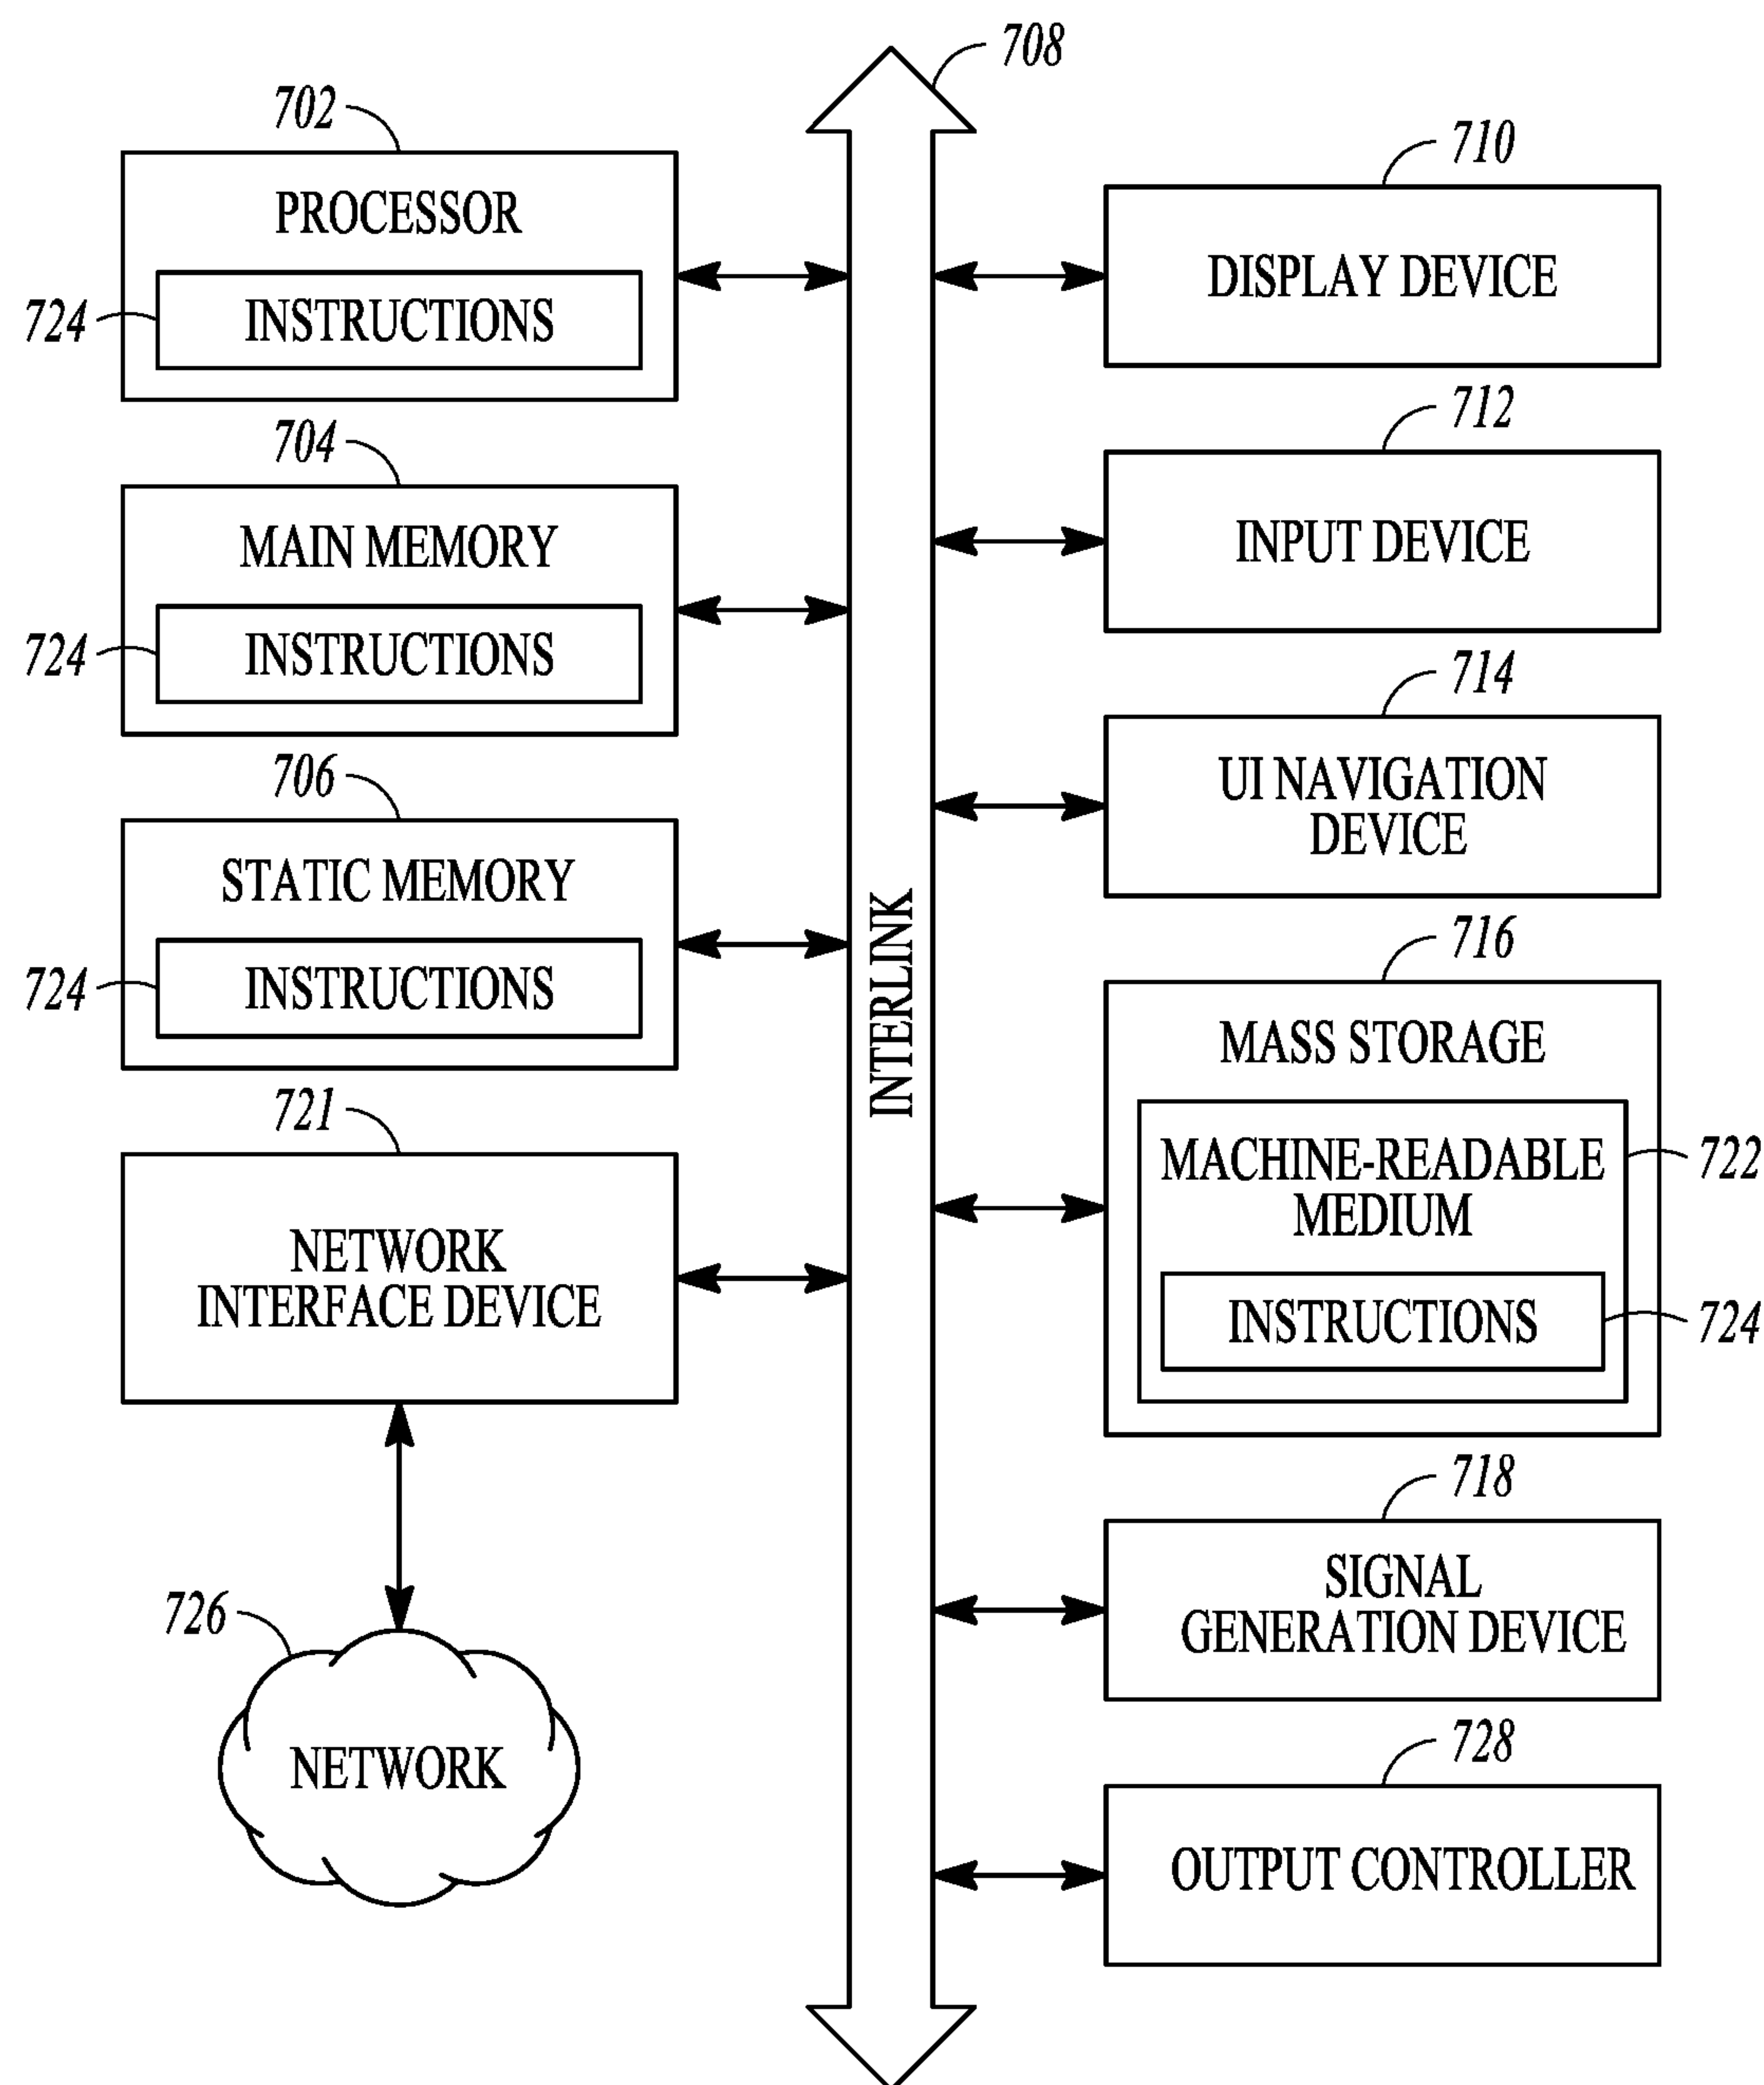 708
702
PROCESSOR
724
INSTRUCTIONS
704
MAIN MEMORY
724
INSTRUCTIONS
706
STATIC MEMORY
724
INSTRUCTIONS
721
NETWORK
INTERFACE DEVICE
726
NETWORK
INTERLINK
710
DISPLAY DEVICE
712
INPUT DEVICE
714
UI NAVIGATION
DEVICE
716
MASS STORAGE
722
MACHINE-READABLE
MEDIUM
INSTRUCTIONS
724
718
SIGNAL
GENERATION DEVICE
728
OUTPUT CONTROLLER